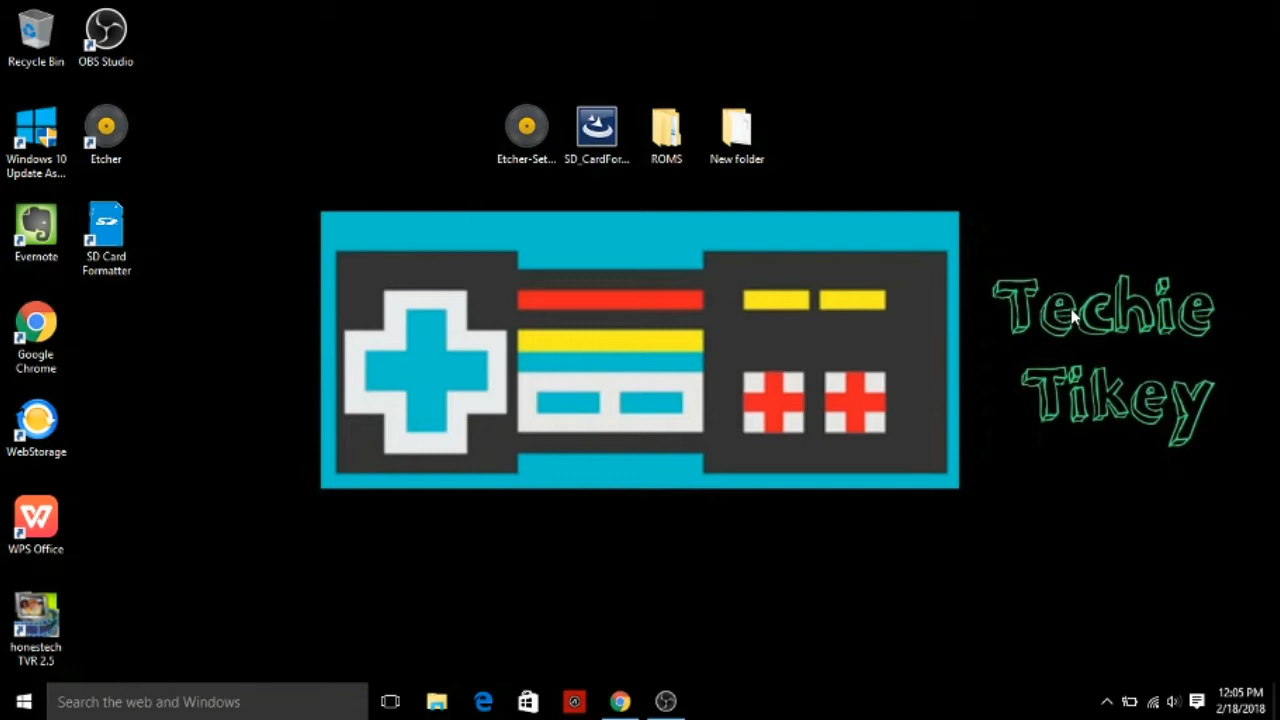 Recycle Bin
OBS Studio
Windows 10
Update As...
Etcher
Etcher-Set...
SD_CardFor...
ROMS
New folder
Evernote
SD Card
Formatter
Google
Chrome
WebStorage
WPS Office
honestech
TVR 2.5
Techie
Tikey
Search the web and Windows
12:05 PM
2/18/2018